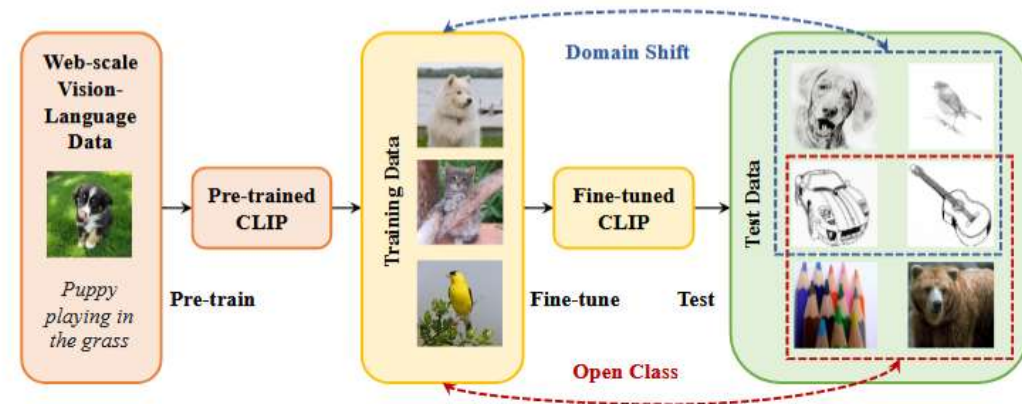 Web-scale
Vision-
Language
Data
Puppy
playing in
the grass
Pre-train
Pre-trained
CLIP
Training Data
Fine-tune
Fine-tuned
CLIP
Test
Test Data
Domain Shift
Open Class